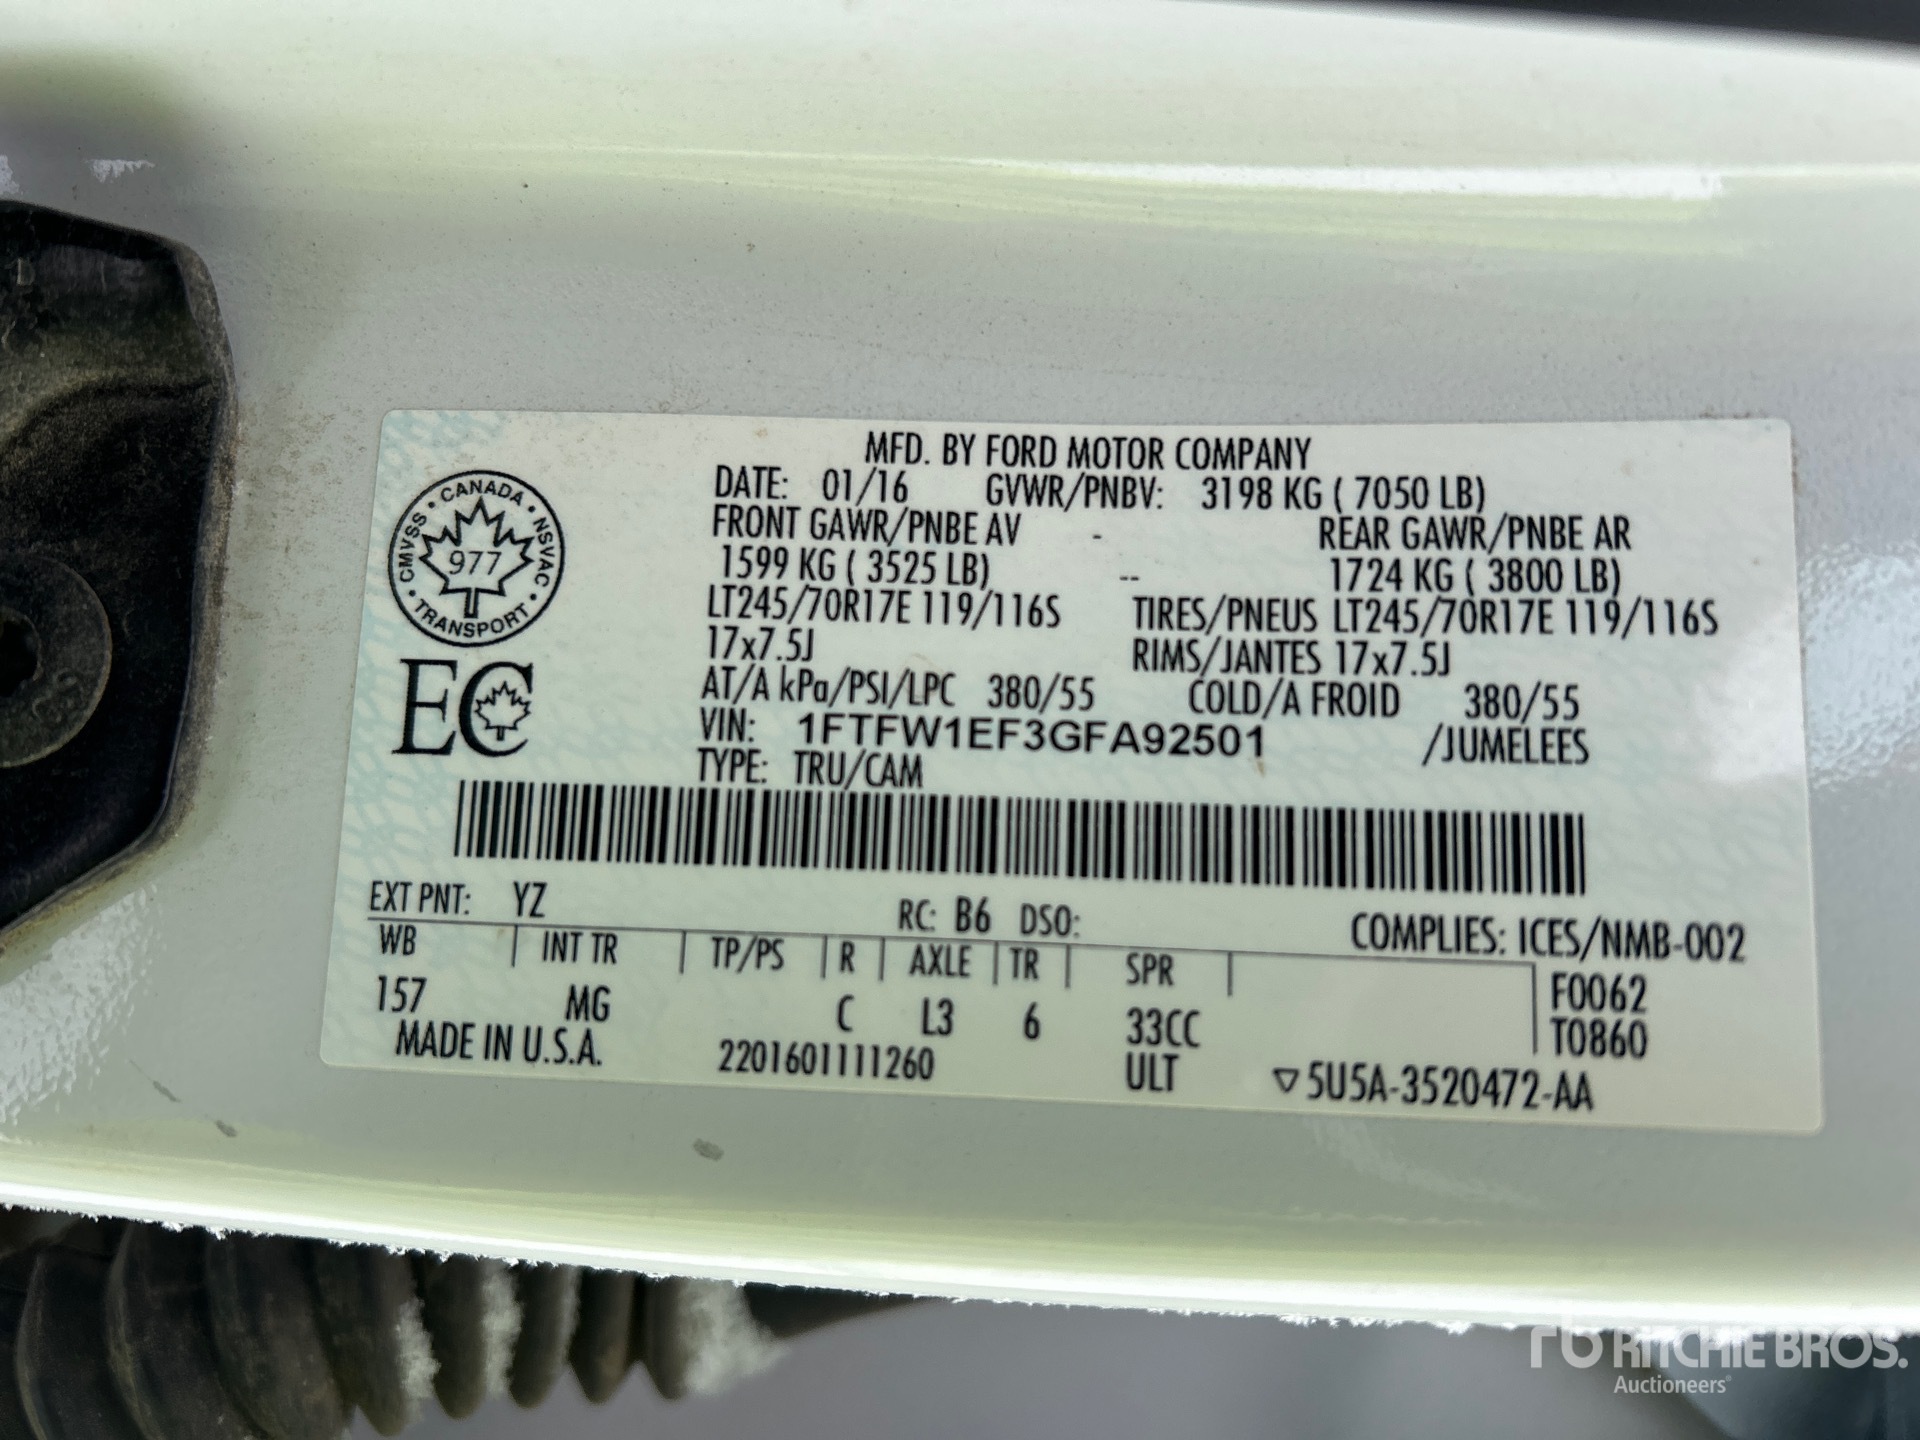 MFD. BY FORD MOTOR COMPANY
DATE: 01/16 GVWR/PNBV: 3198 KG ( 7050 LB)
FRONT GAWR/PNBE AV - REAR GAWR/PNBE AR
1599 KG ( 3525 LB) -- 1724 KG ( 3800 LB)
LT245/70R17E 119/116S TIRES/PNEUS LT245/70R17E 119/116S
17x7.5J RIMS/JANTES 17x7.5J
AT/A kPa/PSI/LPC 380/55 COLD/A FROID 380/55
VIN: 1FTFW1EF3GFA92501 /JUMELEES
TYPE: TRU/CAM
CANADA · NSVAC · TRANSPORT · CMVSS ·
977
EC
EXT PNT: YZ RC: B6 DSO: COMPLIES: ICES/NMB-002
WB INT TR TP/PS R AXLE TR SPR F0062
157 MG C L3 6 33CC T0860
MADE IN U.S.A. 2201601111260 ULT 5U5A-3520472-AA
rb RITCHIE BROS.
Auctioneers